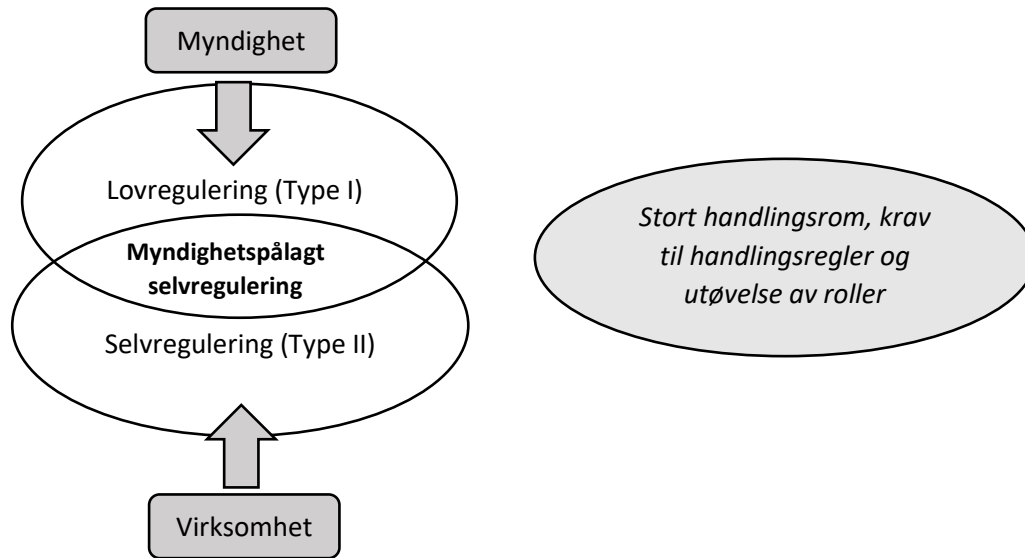 Myndighet
Lovregulering (Type I)
Myndighetspålagt
selvregulering
Selvregulering (Type II)
Virksomhet
Stort handlingsrom, krav
til handlingsregler og
utøvelse av roller